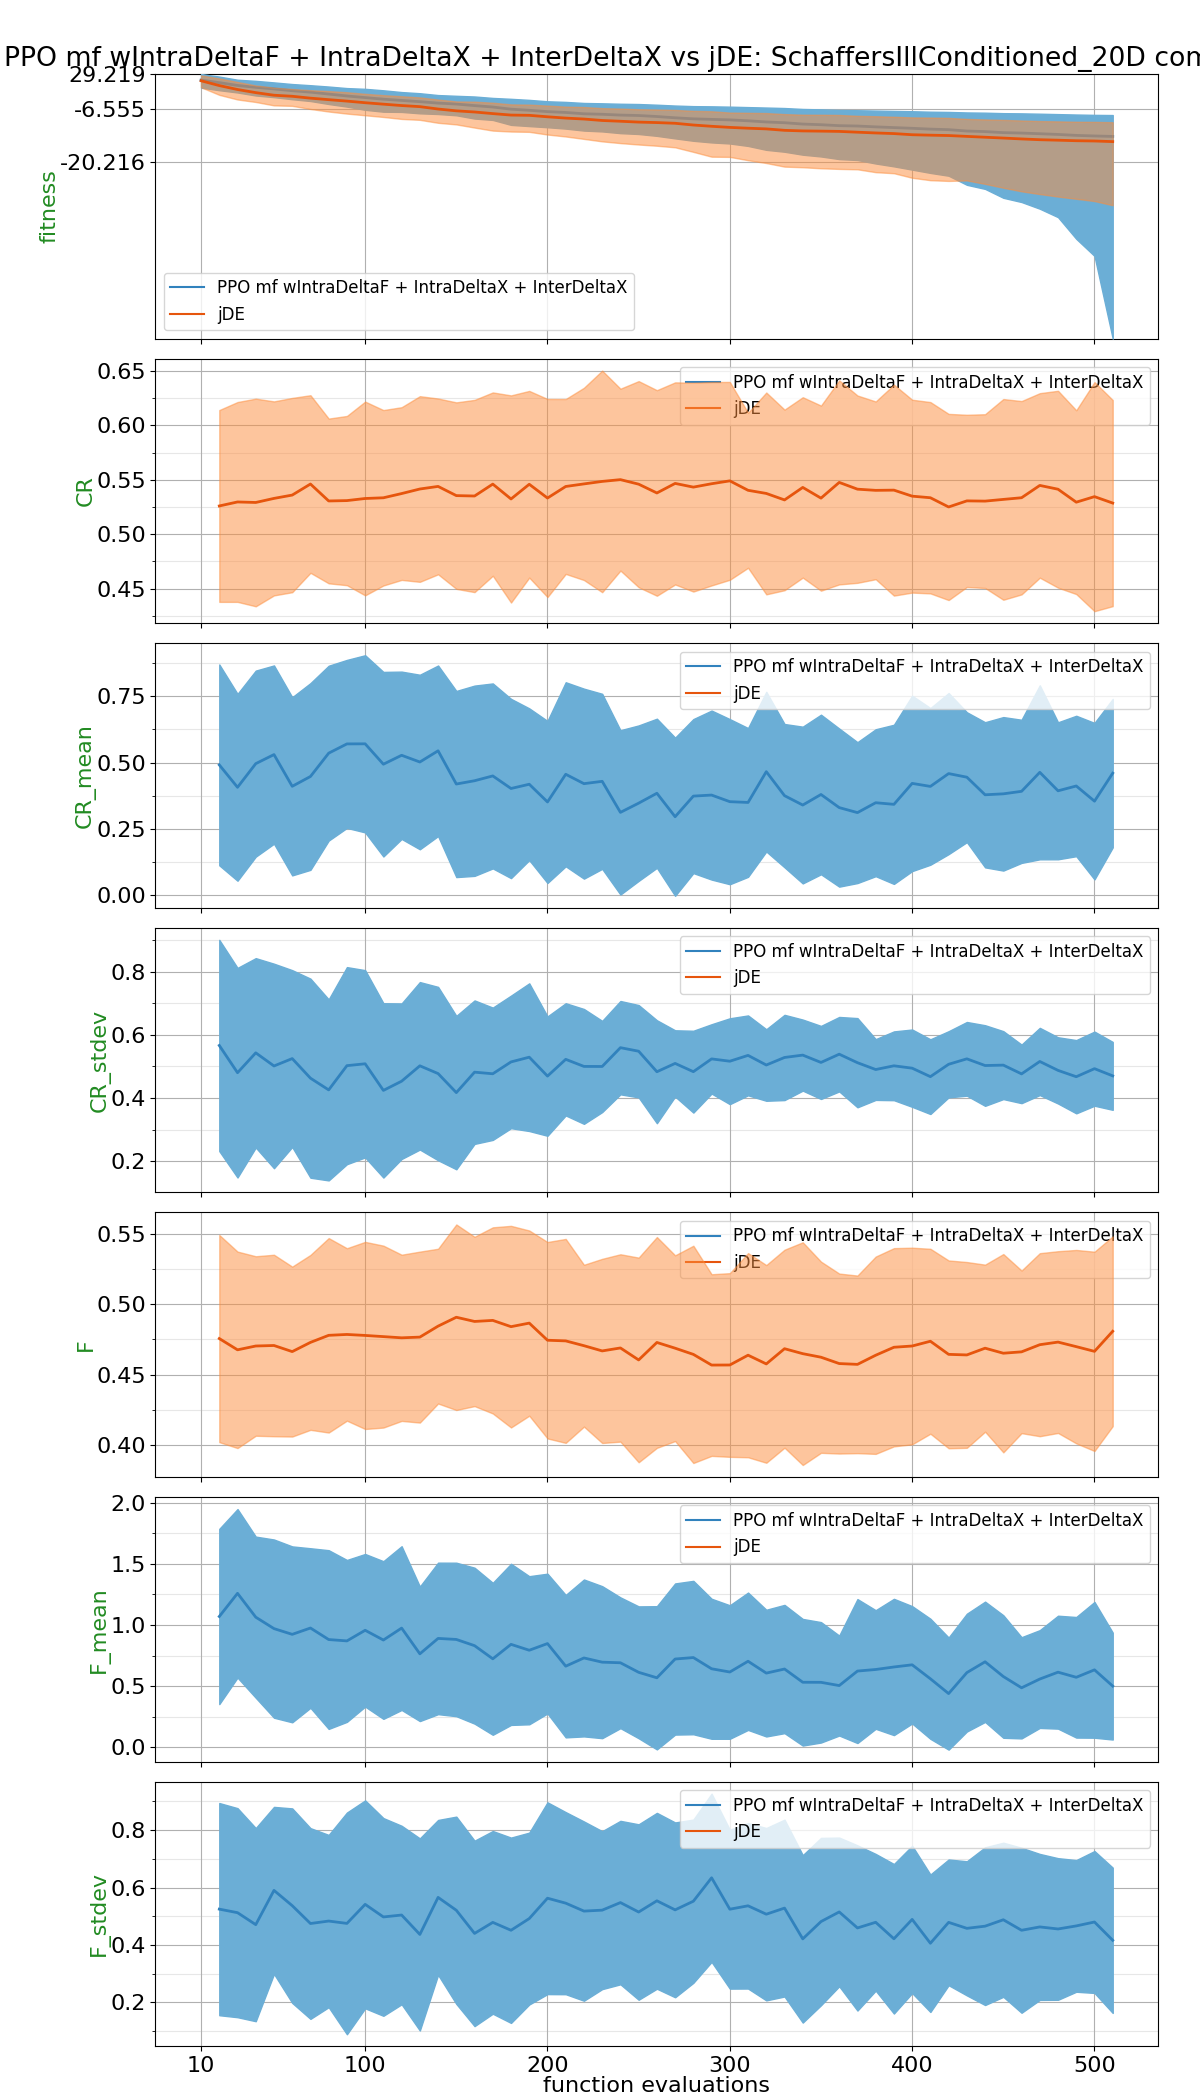 PPO mf wIntraDeltaF + IntraDeltaX + InterDeltaX vs jDE: SchaffersIllConditioned_20D com
29.219
-6.555
-20.216
fitness
PPO mf wIntraDeltaF + IntraDeltaX + InterDeltaX
jDE
0.65
0.60
0.55
0.50
0.45
CR
PPO mf wIntraDeltaF + IntraDeltaX + InterDeltaX
jDE
0.75
0.50
0.25
0.00
CR_mean
PPO mf wIntraDeltaF + IntraDeltaX + InterDeltaX
jDE
0.8
0.6
0.4
0.2
CR_stdev
PPO mf wIntraDeltaF + IntraDeltaX + InterDeltaX
jDE
0.55
0.50
0.45
0.40
F
PPO mf wIntraDeltaF + IntraDeltaX + InterDeltaX
jDE
2.0
1.5
1.0
0.5
0.0
F_mean
PPO mf wIntraDeltaF + IntraDeltaX + InterDeltaX
jDE
0.8
0.6
0.4
0.2
F_stdev
PPO mf wIntraDeltaF + IntraDeltaX + InterDeltaX
jDE
10 100 200 300 400 500
function evaluations